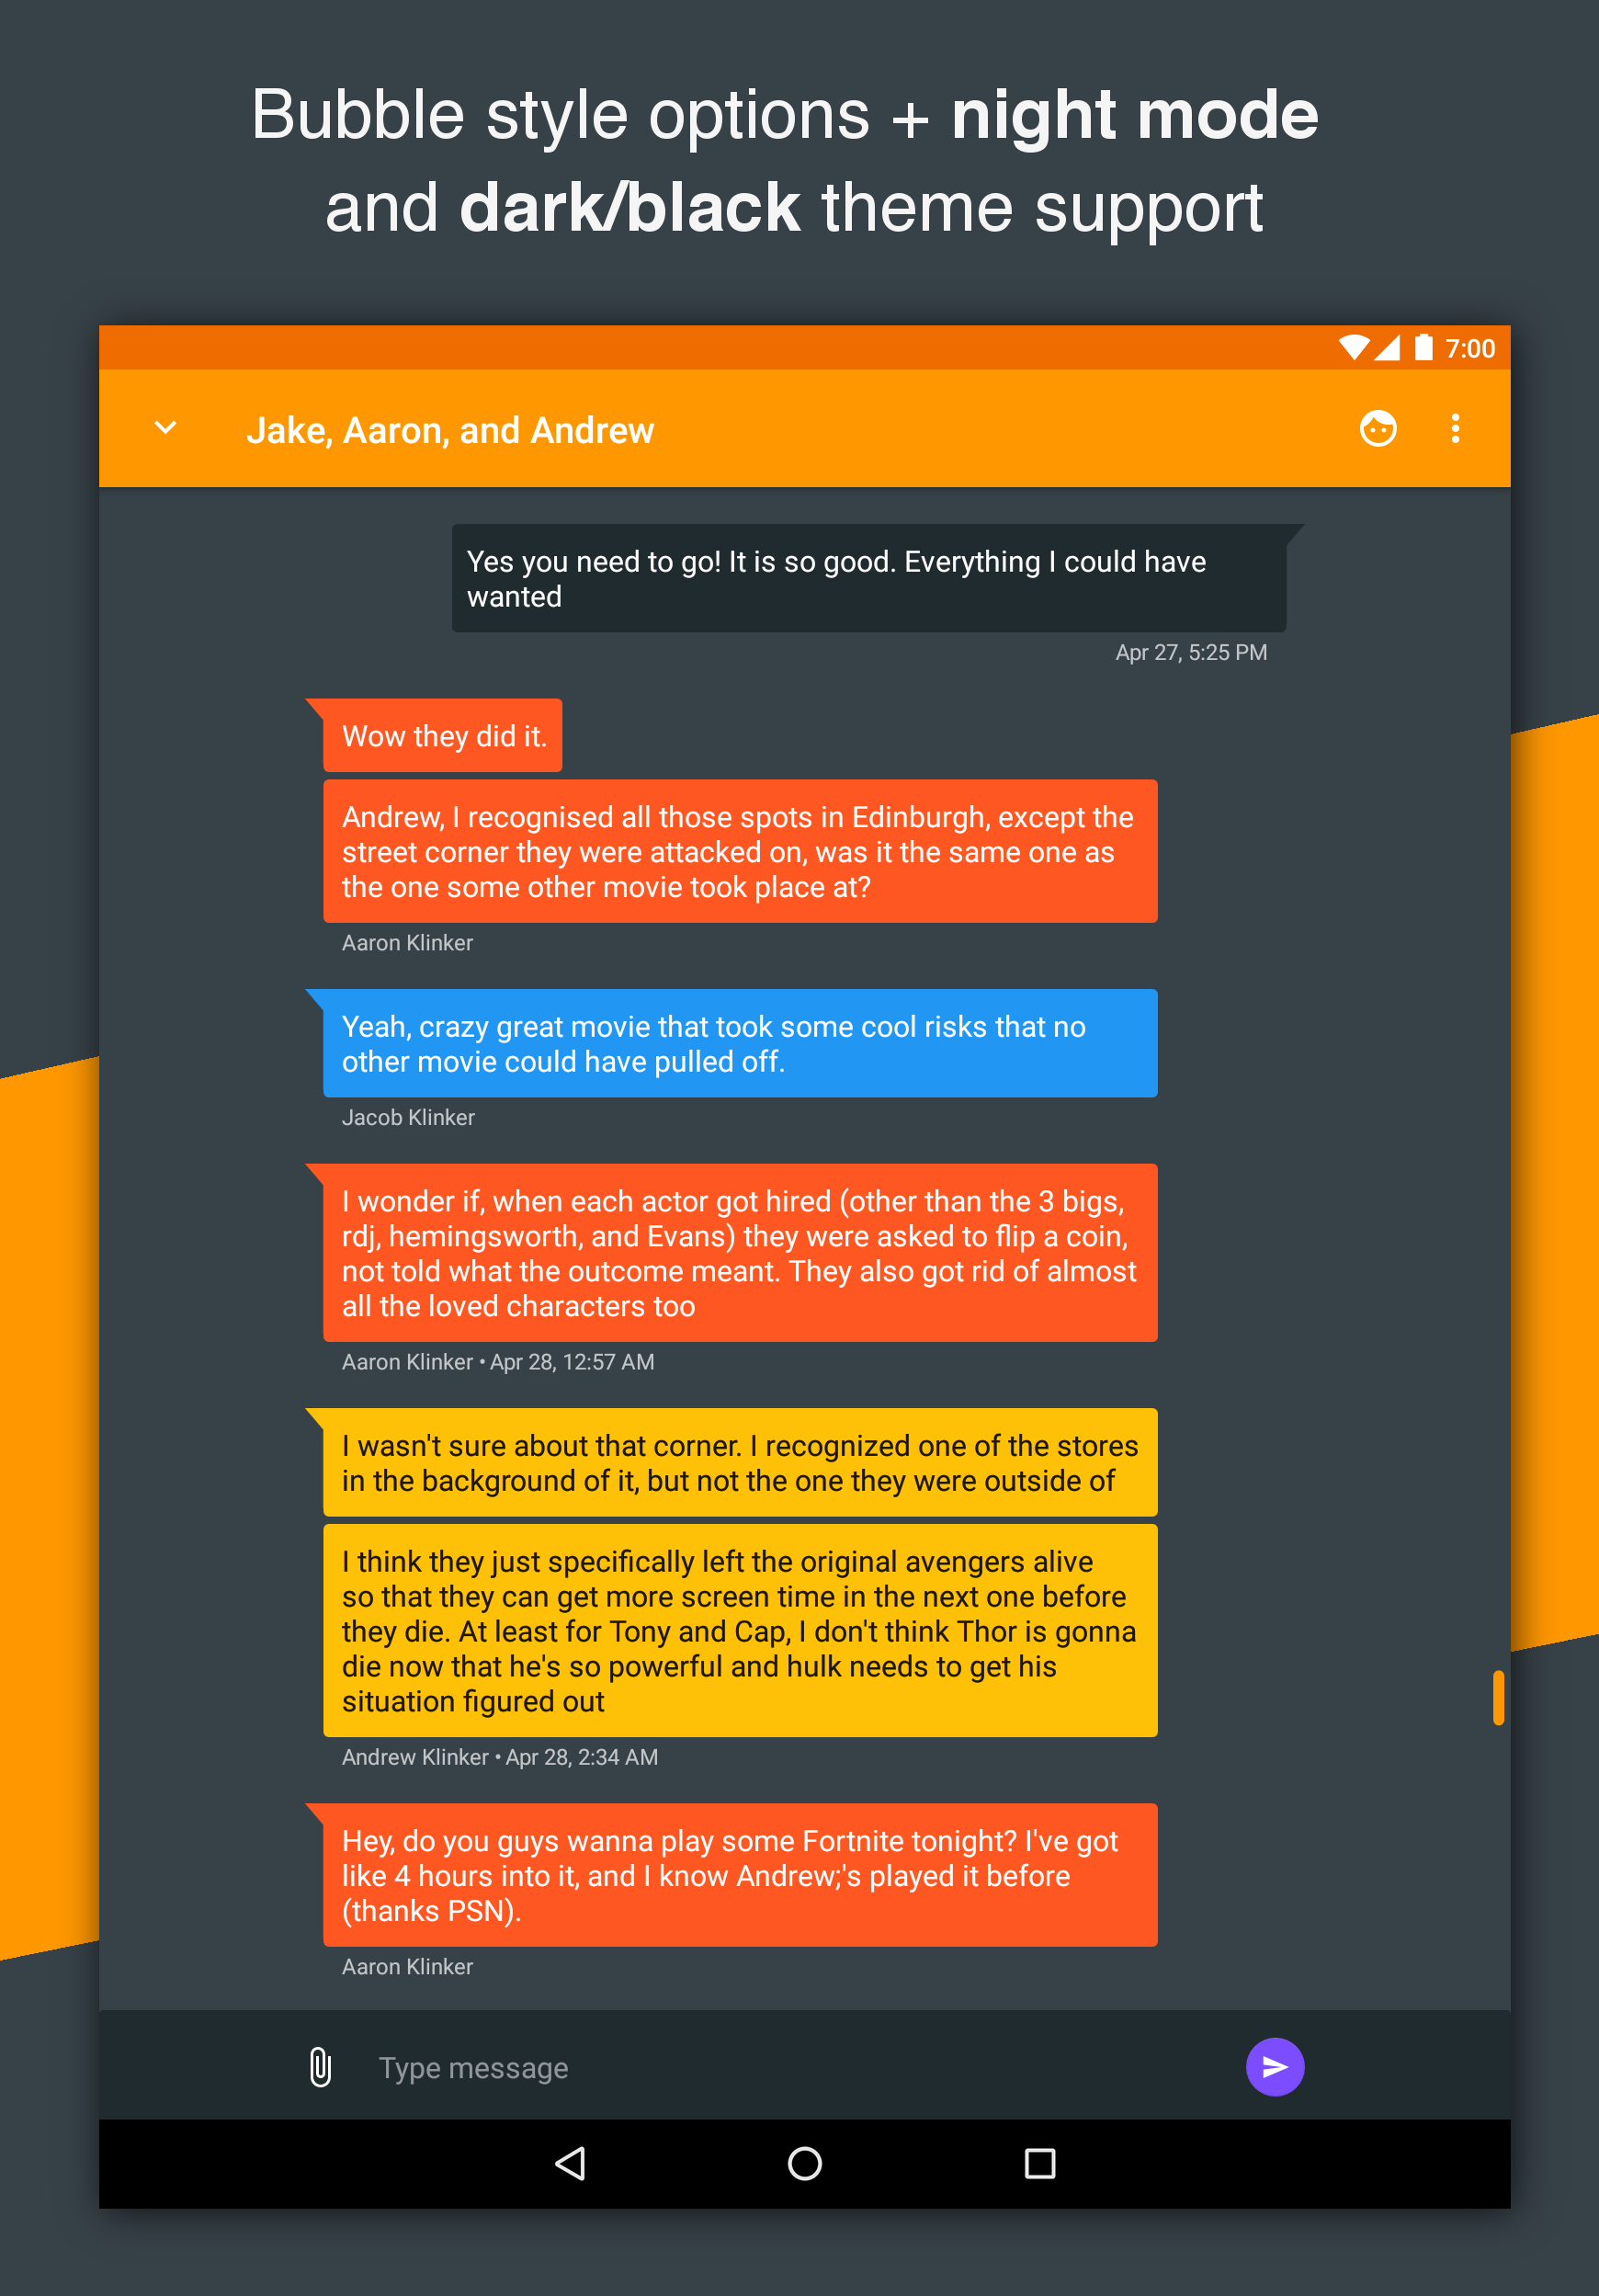 Bubble style options + night mode
and dark/black theme support
7:00
Jake, Aaron, and Andrew
Yes you need to go! It is so good. Everything I could have
wanted
Apr 27, 5:25 PM
Wow they did it.
Andrew, I recognised all those spots in Edinburgh, except the
street corner they were attacked on, was it the same one as
the one some other movie took place at?
Aaron Klinker
Yeah, crazy great movie that took some cool risks that no
other movie could have pulled off.
Jacob Klinker
I wonder if, when each actor got hired (other than the 3 bigs,
rdj, hemingsworth, and Evans) they were asked to flip a coin,
not told what the outcome meant. They also got rid of almost
all the loved characters too
Aaron Klinker • Apr 28, 12:57 AM
I wasn't sure about that corner. I recognized one of the stores
in the background of it, but not the one they were outside of
I think they just specifically left the original avengers alive
so that they can get more screen time in the next one before
they die. At least for Tony and Cap, I don't think Thor is gonna
die now that he's so powerful and hulk needs to get his
situation figured out
Andrew Klinker • Apr 28, 2:34 AM
Hey, do you guys wanna play some Fortnite tonight? I've got
like 4 hours into it, and I know Andrew;'s played it before
(thanks PSN).
Aaron Klinker
Type message